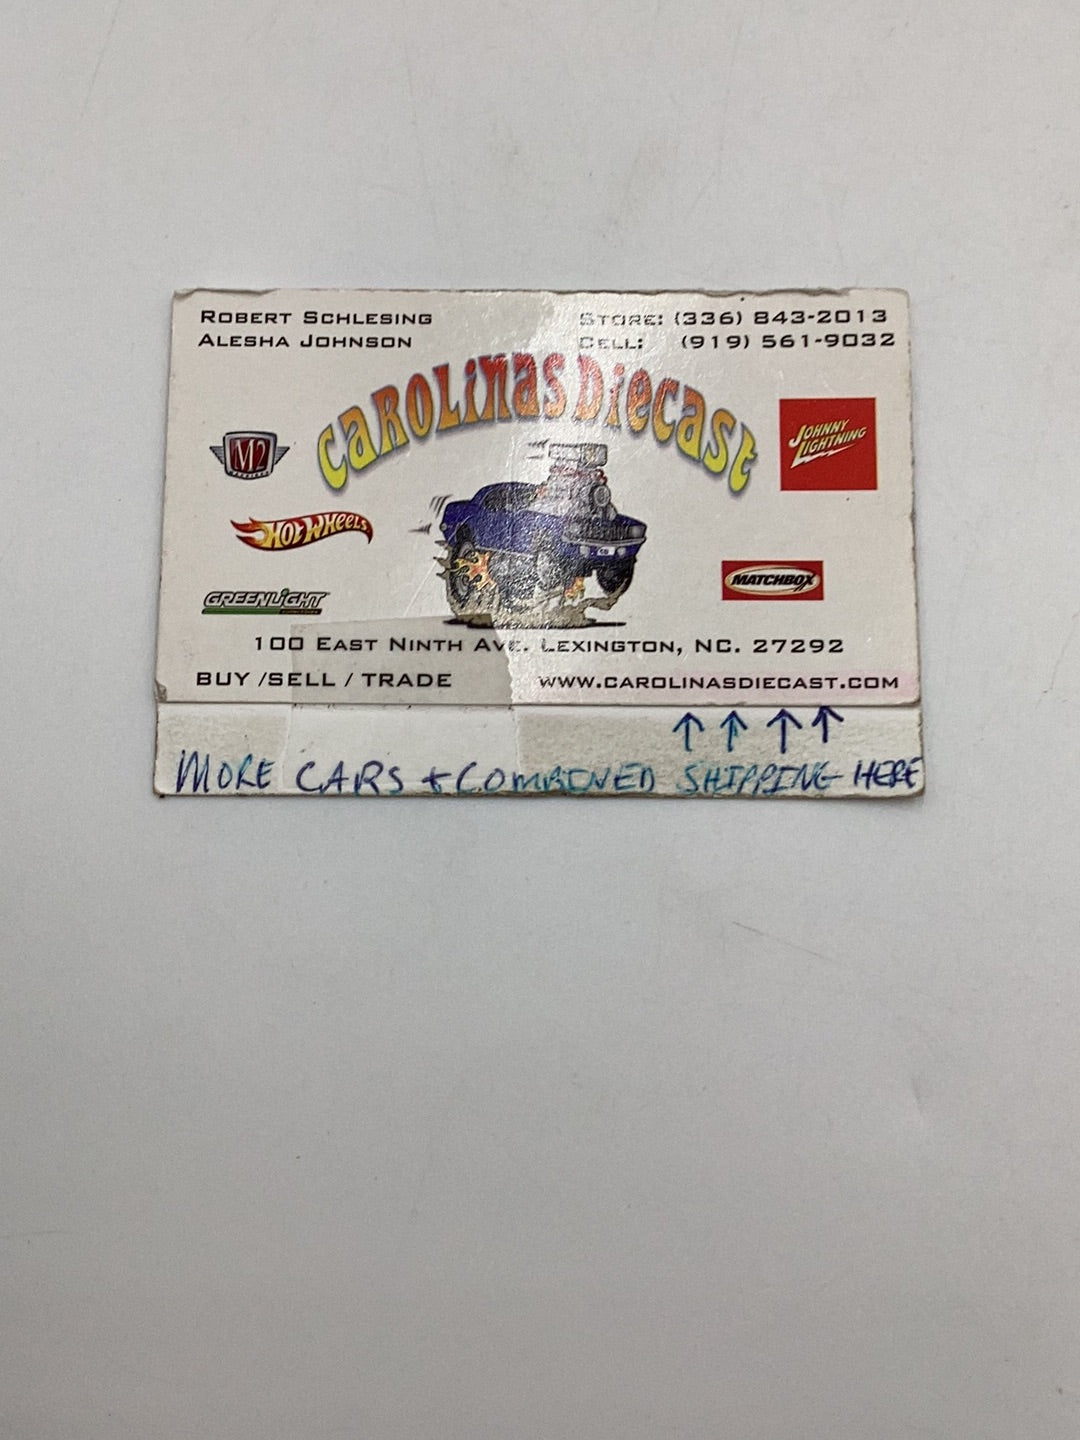 ROBERT SCHLESING
ALESHA JOHNSON
STORE: (336) 843-2013
CELL: (919) 561-9032
CAROLINAS DIECAST
M2
JOHNNY
LIGHTNING
HOT WHEELS
MATCHBOX
GREENLIGHT
100 EAST NINTH AVE. LEXINGTON, NC. 27292
BUY /SELL / TRADE
WWW.CAROLINASDIECAST.COM
↑ ↑ ↑ ↑
MORE CARS + COMBINED SHIPPING HERE